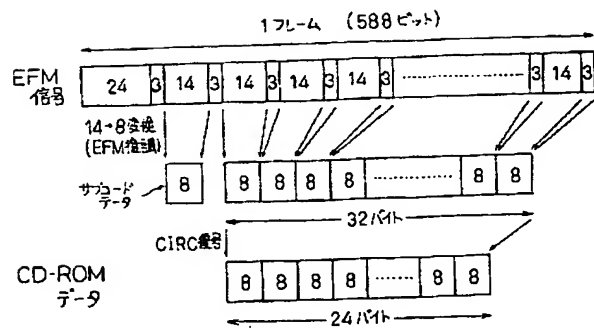 1フレーム (588ビット)
EFM
信号
24 3 14 3 14 3 14 3 14 3 3 14 3
14→8変換
(EFM復調)
サブコード
データ
8 8 8 8 8 8 8
32バイト
CIRC復号
CD-ROM
データ
8 8 8 8 8 8
24バイト